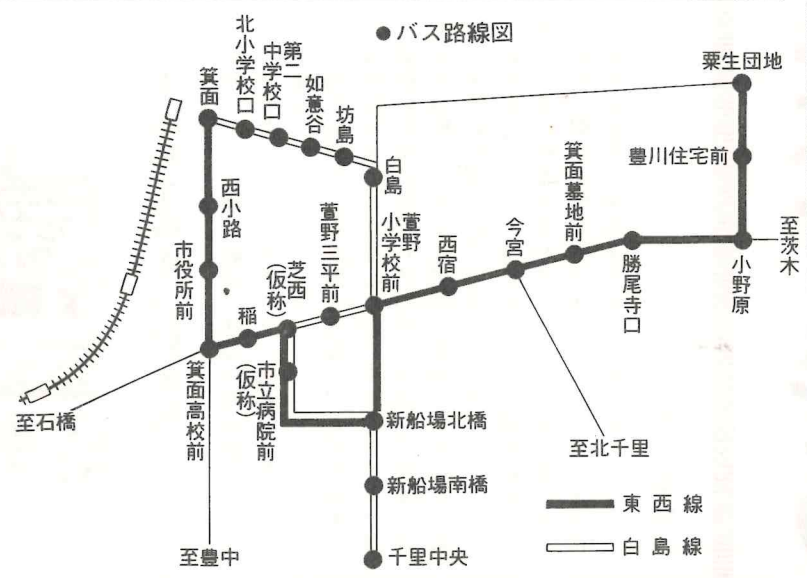 ●バス路線図
粟生団地
豊川住宅前
至茨木
小野原
勝尾寺口
箕面墓地前
今宮
西宿
萱野小学校前
白島
坊島
如意谷
第二中学校口
北小学校口
箕面
西小路
市役所前
箕面高校前
稲
芝西(仮称)
萱野三平前
市立病院前(仮称)
新船場北橋
新船場南橋
千里中央
至石橋
至豊中
至北千里
東西線
白島線